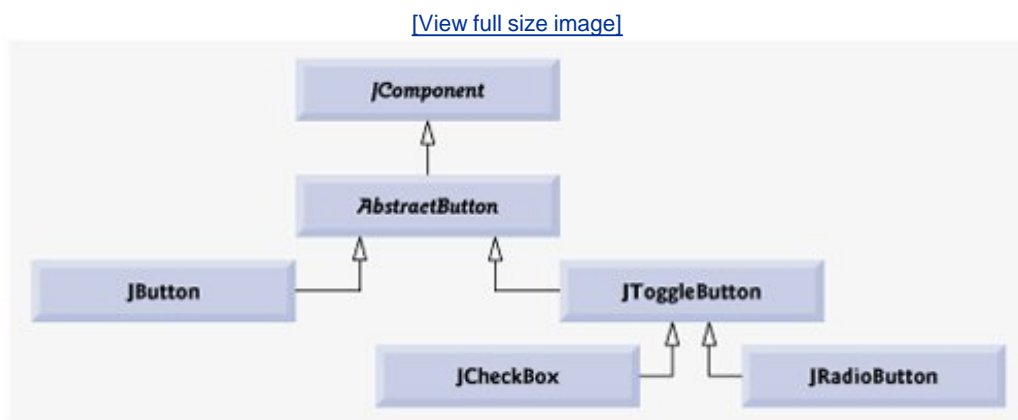 [View full size image]
JComponent
AbstractButton
JButton
JToggleButton
JCheckBox
JRadioButton